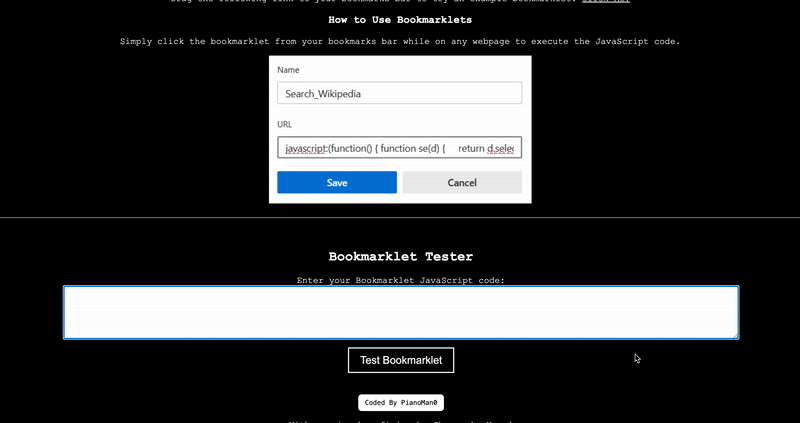 How to Use Bookmarklets
Simply click the bookmarklet from your bookmarks bar while on any webpage to execute the JavaScript code.
Name
Search_Wikipedia
URL
javascript:(function() { function se(d) { return d.selec
Save
Cancel
Bookmarklet Tester
Enter your Bookmarklet JavaScript code:
Test Bookmarklet
Coded By PianoMan0